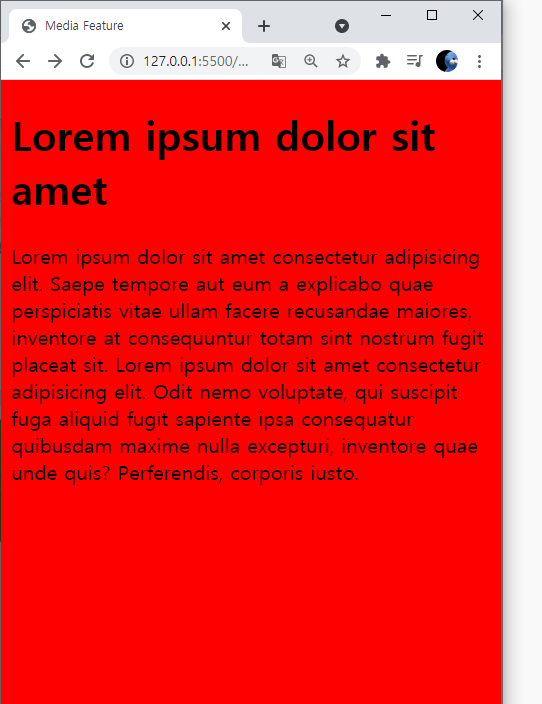 Media Feature
127.0.0.1:5500/...
Lorem ipsum dolor sit
amet
Lorem ipsum dolor sit amet consectetur adipisicing
elit. Saepe tempore aut eum a explicabo quae
perspiciatis vitae ullam facere recusandae maiores,
inventore at consequuntur totam sint nostrum fugit
placeat sit. Lorem ipsum dolor sit amet consectetur
adipisicing elit. Odit nemo voluptate, qui suscipit
fuga aliquid fugit sapiente ipsa consequatur
quibusdam maxime nulla excepturi, inventore quae
unde quis? Perferendis, corporis iusto.